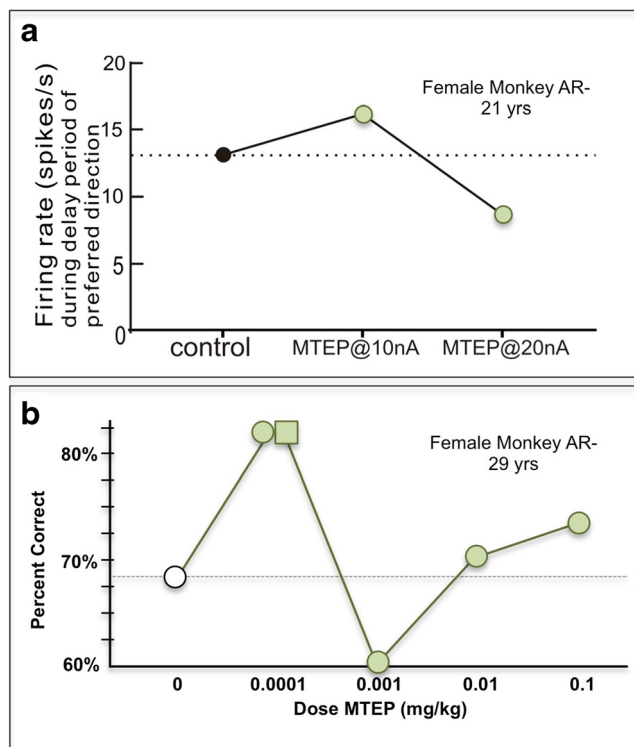 a
Firing rate (spikes/s)
during delay period of
preferred direction
20
15
10
5
0
Female Monkey AR-
21 yrs
control
MTEP@10nA
MTEP@20nA
b
Percent Correct
80%
70%
60%
Female Monkey AR-
29 yrs
0
0.0001
0.001
0.01
0.1
Dose MTEP (mg/kg)